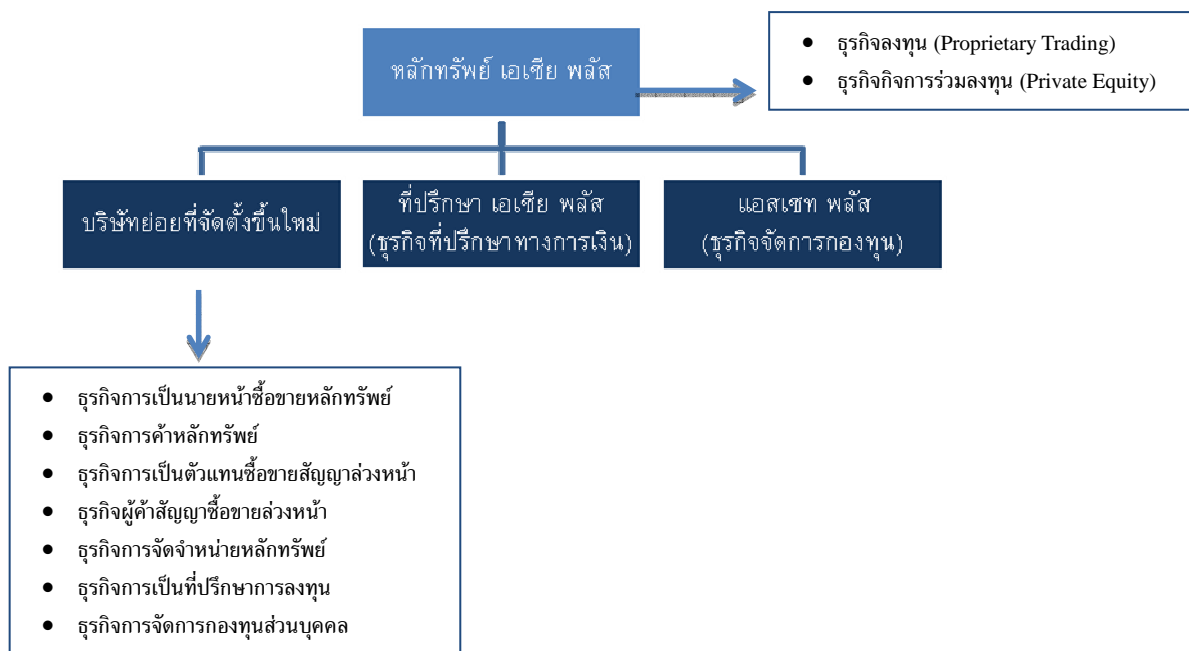 หลักทรัพย์ เอเซีย พลัส
• ธุรกิจลงทุน (Proprietary Trading)
• ธุรกิจกิจการร่วมลงทุน (Private Equity)
บริษัทย่อยที่จัดตั้งขึ้นใหม่
ที่ปรึกษา เอเซีย พลัส
(ธุรกิจที่ปรึกษาทางการเงิน)
แอสเซท พลัส
(ธุรกิจจัดการกองทุน)
• ธุรกิจการเป็นนายหน้าซื้อขายหลักทรัพย์
• ธุรกิจการค้าหลักทรัพย์
• ธุรกิจการเป็นตัวแทนซื้อขายสัญญาล่วงหน้า
• ธุรกิจผู้ค้าสัญญาซื้อขายล่วงหน้า
• ธุรกิจการจัดจำหน่ายหลักทรัพย์
• ธุรกิจการเป็นที่ปรึกษาการลงทุน
• ธุรกิจการจัดการกองทุนส่วนบุคคล